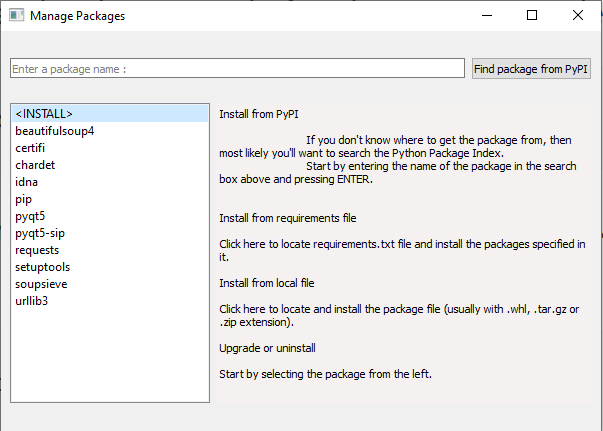 Manage Packages
Enter a package name :
Find package from PyPI
<INSTALL>
beautifulsoup4
certifi
chardet
idna
pip
pyqt5
pyqt5-sip
requests
setuptools
soupsieve
urllib3
Install from PyPI
If you don't know where to get the package from, then
most likely you'll want to search the Python Package Index.
Start by entering the name of the package in the search
box above and pressing ENTER.
Install from requirements file
Click here to locate requirements.txt file and install the packages specified in
it.
Install from local file
Click here to locate and install the package file (usually with .whl, .tar.gz or
.zip extension).
Upgrade or uninstall
Start by selecting the package from the left.